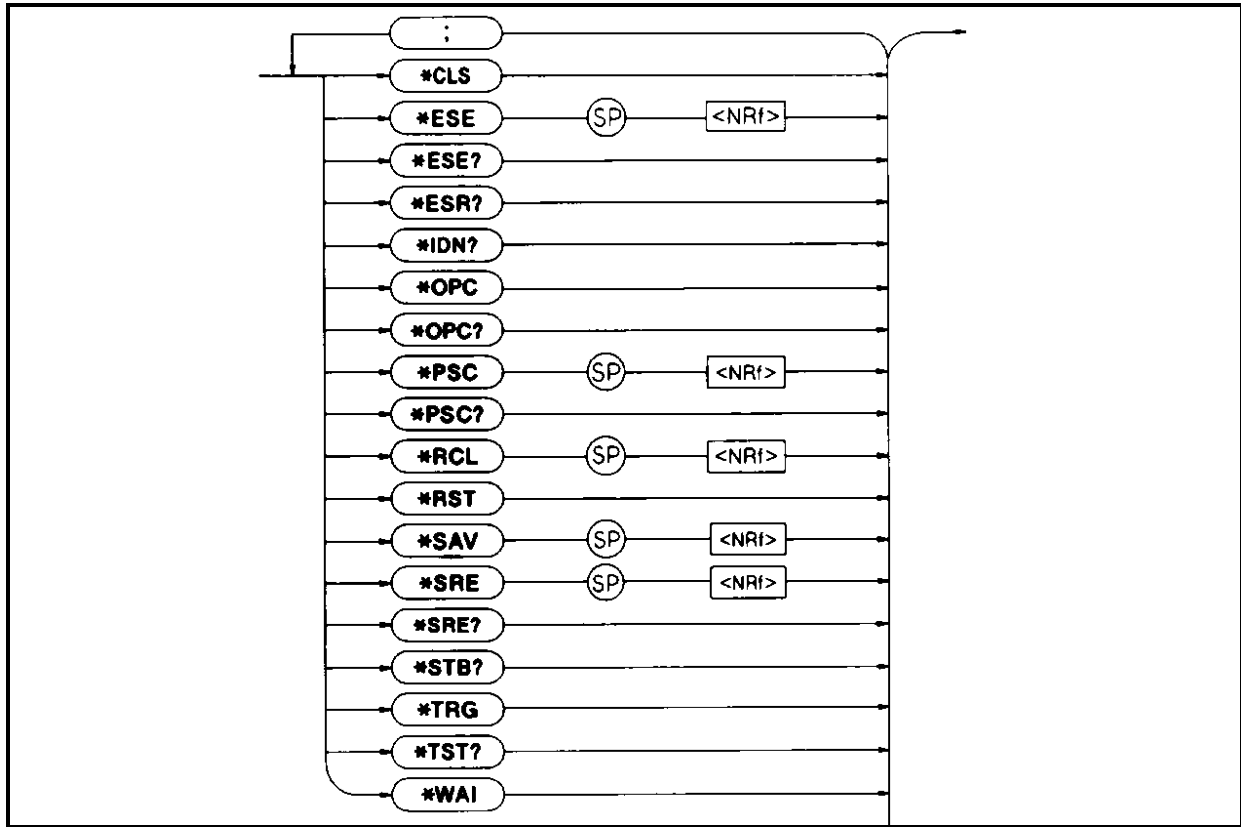 ;
*CLS
*ESE SP <NRf>
*ESE?
*ESR?
*IDN?
*OPC
*OPC?
*PSC SP <NRf>
*PSC?
*RCL SP <NRf>
*RST
*SAV SP <NRf>
*SRE SP <NRf>
*SRE?
*STB?
*TRG
*TST?
*WAI